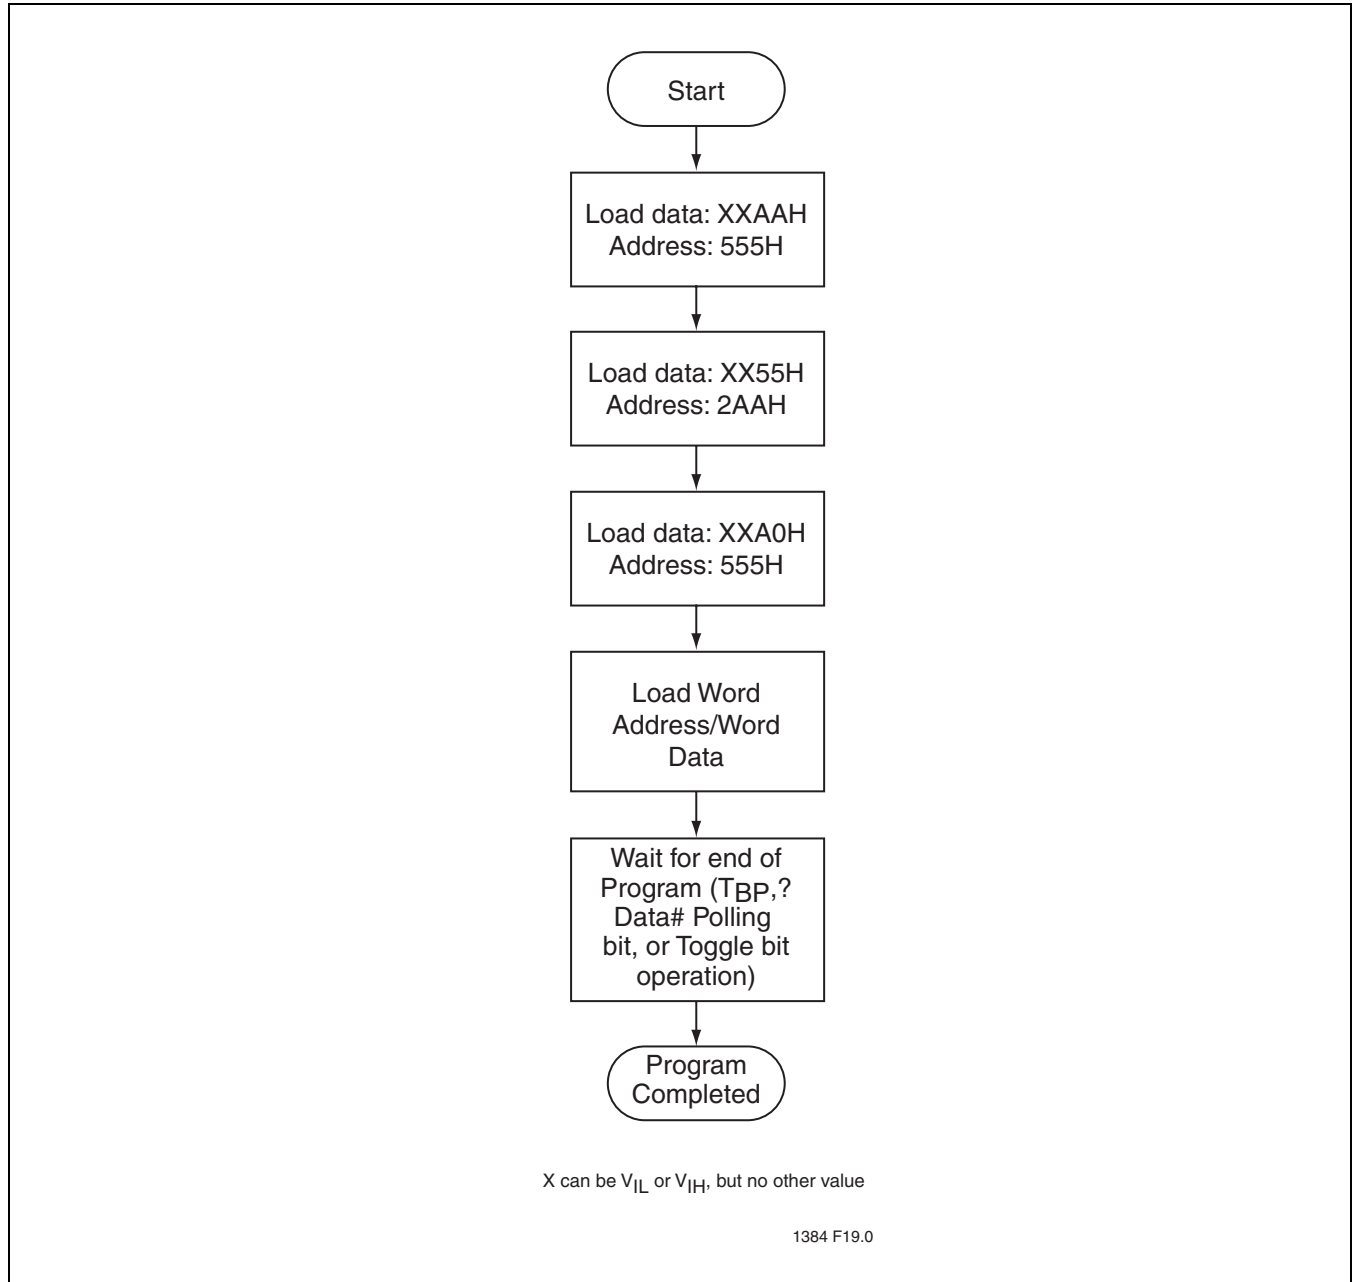 Start
Load data: XXAAH
Address: 555H
Load data: XX55H
Address: 2AAH
Load data: XXA0H
Address: 555H
Load Word
Address/Word
Data
Wait for end of
Program (TBP,?
Data# Polling
bit, or Toggle bit
operation)
Program
Completed
X can be VIL or VIH, but no other value
1384 F19.0